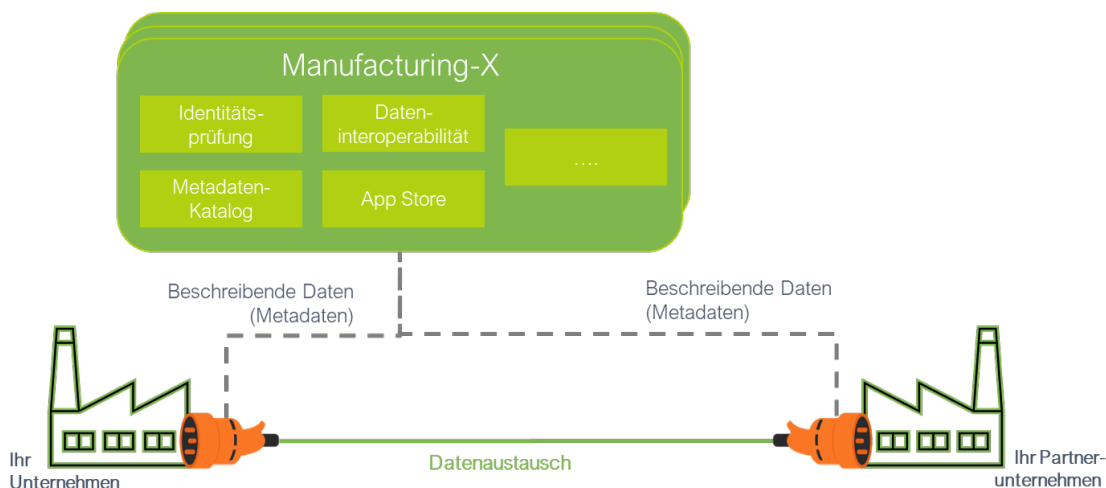 Manufacturing-X
Identitäts-
prüfung
Daten-
interoperabilität
....
Metadaten-
Katalog
App Store
Beschreibende Daten
(Metadaten)
Beschreibende Daten
(Metadaten)
Ihr
Unternehmen
Datenaustausch
Ihr Partner-
unternehmen